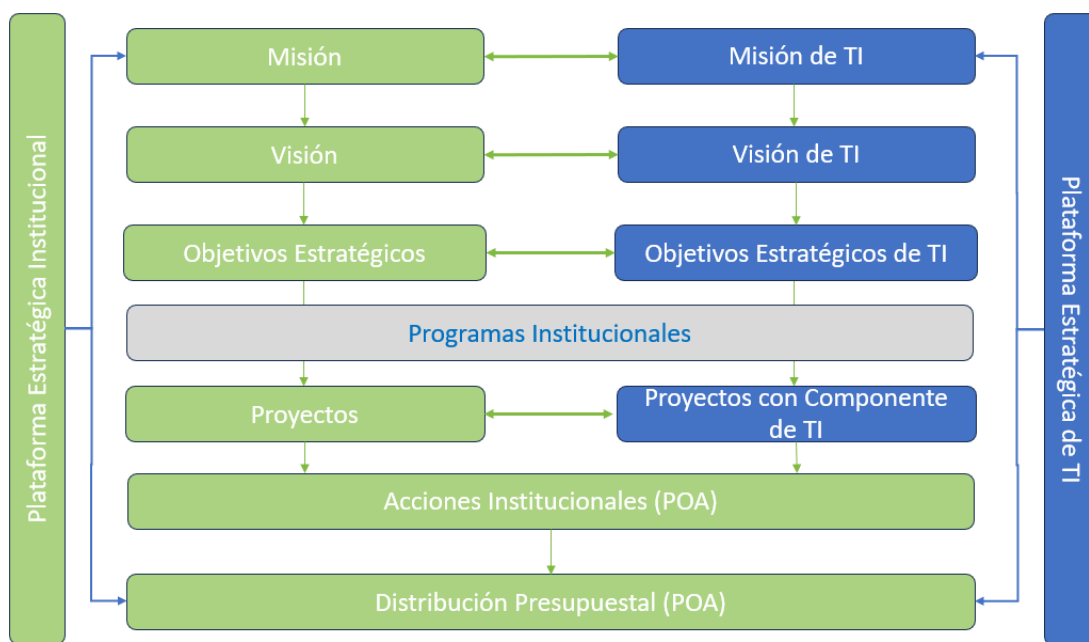 Plataforma Estratégica Institucional
Misión
Misión de TI
Visión
Visión de TI
Objetivos Estratégicos
Objetivos Estratégicos de TI
Programas Institucionales
Proyectos
Proyectos con Componente
de TI
Acciones Institucionales (POA)
Distribución Presupuestal (POA)
Plataforma Estratégica de TI